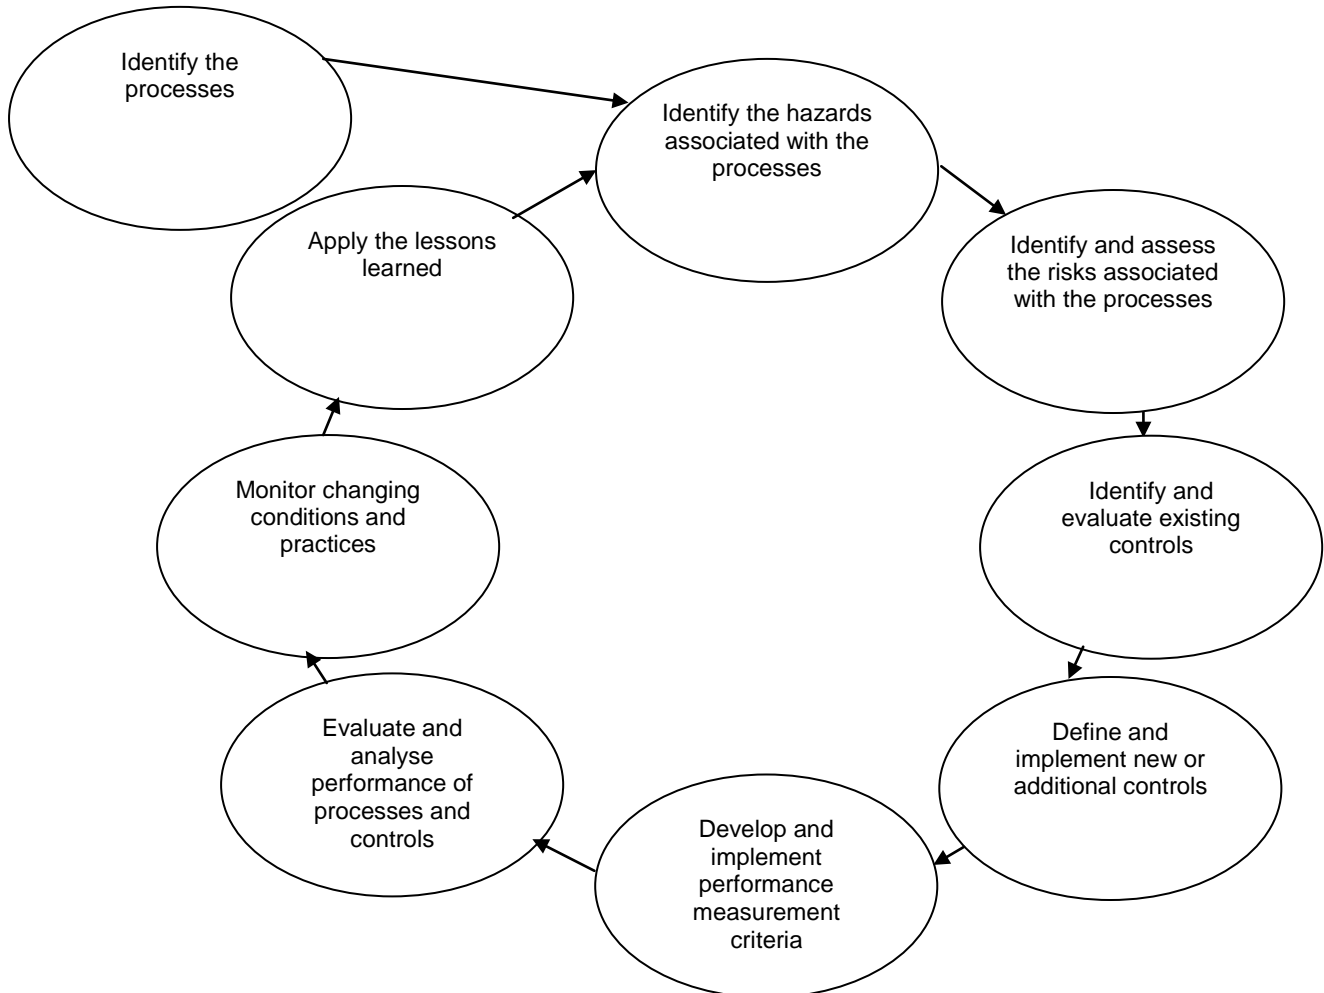 Identify the
processes
Identify the hazards
associated with the
processes
Apply the lessons
learned
Identify and assess
the risks associated
with the processes
Monitor changing
conditions and
practices
Identify and
evaluate existing
controls
Evaluate and
analyse
performance of
processes and
controls
Define and
implement new or
additional controls
Develop and
implement
performance
measurement
criteria